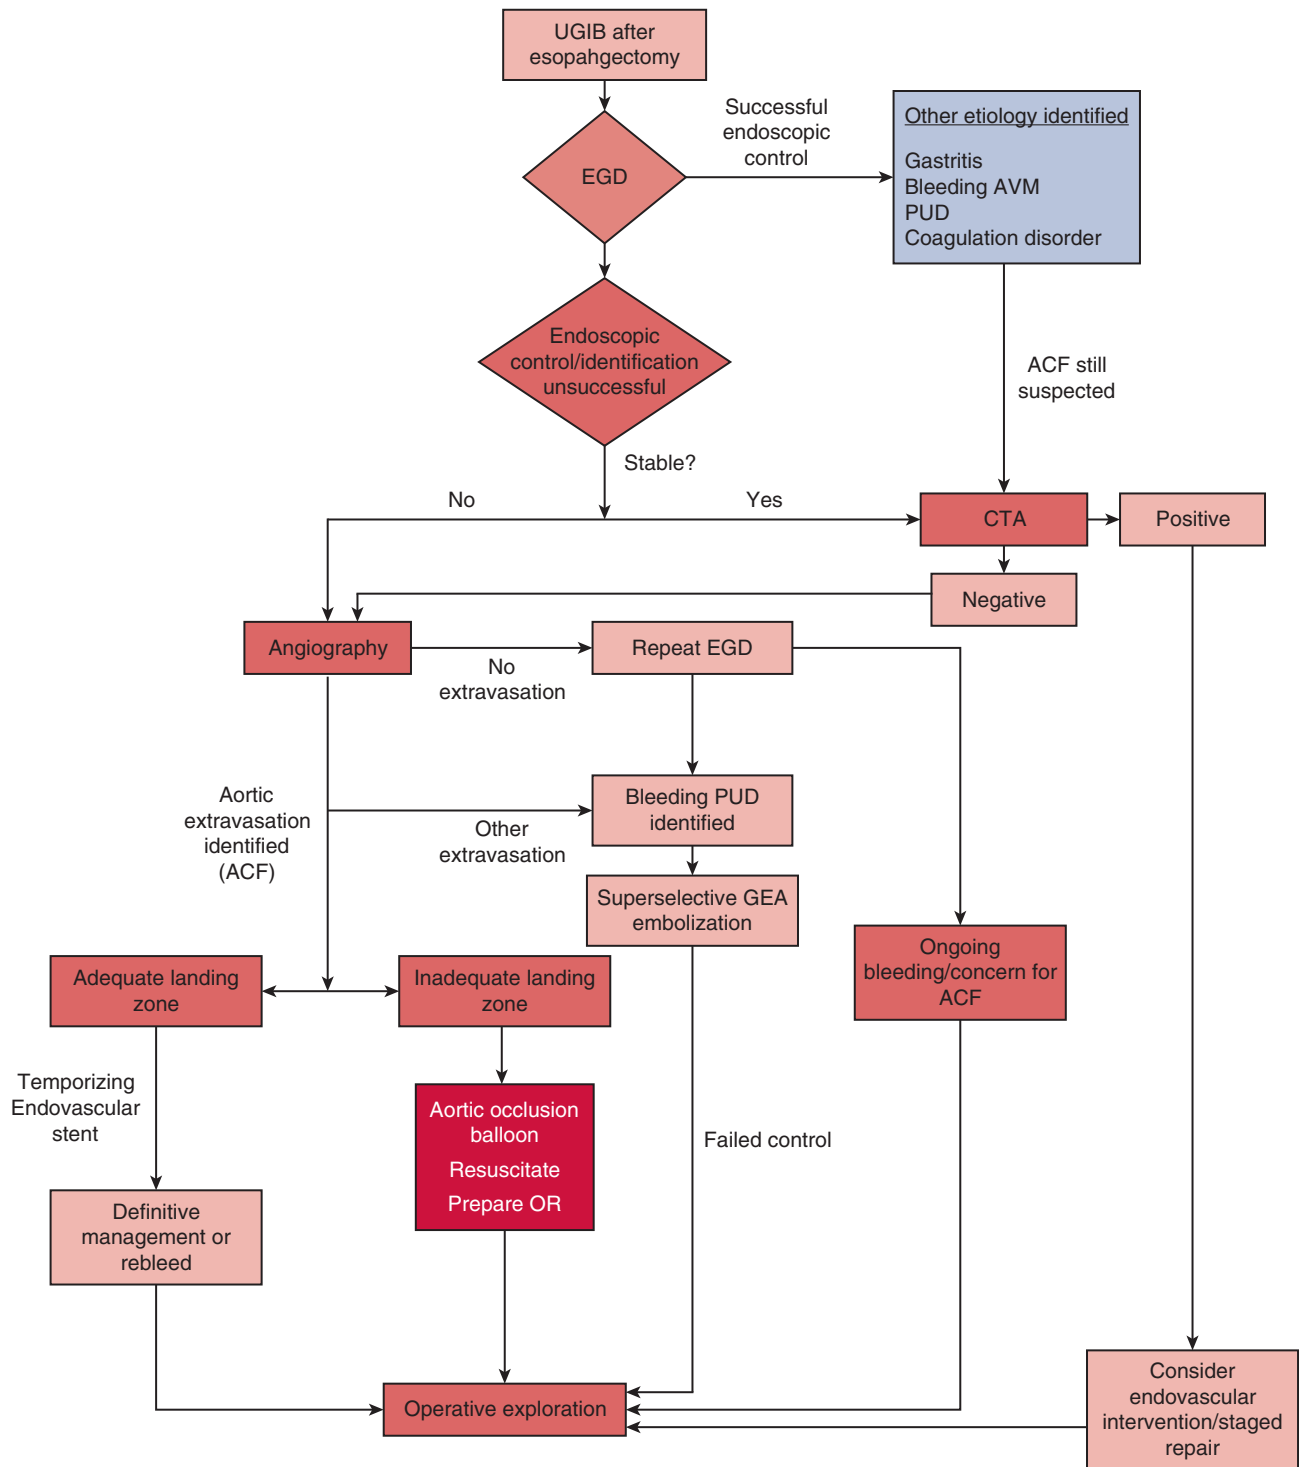 UGIB after
esopahgectomy
Successful
endoscopic
control
Other etiology identified
Gastritis
Bleeding AVM
PUD
Coagulation disorder
EGD
Endoscopic
control/identification
unsuccessful
ACF still
suspected
Stable?
No
Yes
CTA
Positive
Negative
Angiography
No
extravasation
Repeat EGD
Aortic
extravasation
identified
(ACF)
Other
extravasation
Bleeding PUD
identified
Superselective GEA
embolization
Adequate landing
zone
Inadequate landing
zone
Ongoing
bleeding/concern for
ACF
Temporizing
Endovascular
stent
Aortic occlusion
balloon
Resuscitate
Prepare OR
Failed control
Definitive
management or
rebleed
Operative exploration
Consider
endovascular
intervention/staged
repair